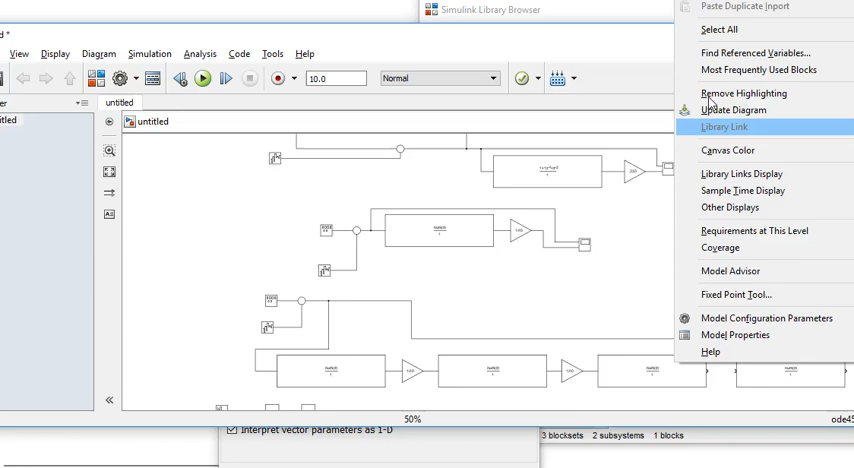 Simulink Library Browser
d *
View Display Diagram Simulation Analysis Code Tools Help
10.0 Normal
er
untitled
itled
untitled
Paste Duplicate Inport
Select All
Find Referenced Variables...
Most Frequently Used Blocks
Remove Highlighting
Update Diagram
Library Link
Canvas Color
Library Links Display
Sample Time Display
Other Displays
Requirements at This Level
Coverage
Model Advisor
Fixed Point Tool...
Model Configuration Parameters
Model Properties
Help
50%
ode45
Interpret vector parameters as 1-D
3 blocksets 2 subsystems 1 blocks